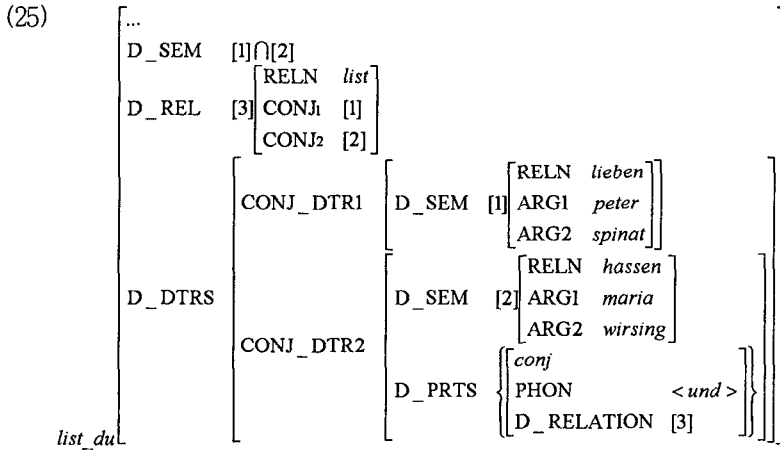 (25)
...
D_SEM [1]∩[2]
D_REL [3] RELN list
CONJ₁ [1]
CONJ₂ [2]
D_DTRS
CONJ_DTR1 D_SEM [1] RELN lieben
ARG1 peter
ARG2 spinat
CONJ_DTR2
D_SEM [2] RELN hassen
ARG1 maria
ARG2 wirsing
D_PRTS { conj
PHON <und>
D_RELATION [3] }
list_du